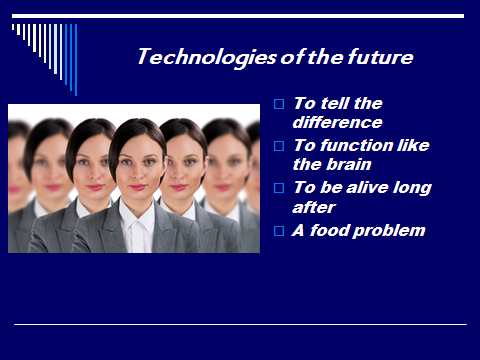 Technologies of the future
To tell the
difference
To function like
the brain
To be alive long
after
A food problem